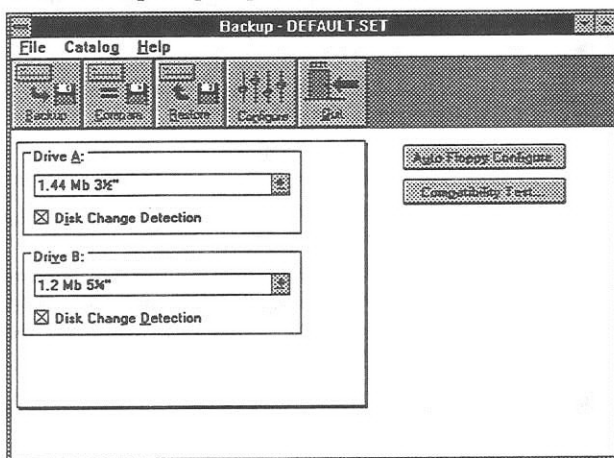 Backup - DEFAULT.SET
File Catalog Help
Backup Compare Restore Configure Quit
Drive A:
Auto Floppy Configure
1.44 Mb 3½"
Compatibility Test...
Disk Change Detection
Drive B:
1.2 Mb 5¼"
Disk Change Detection